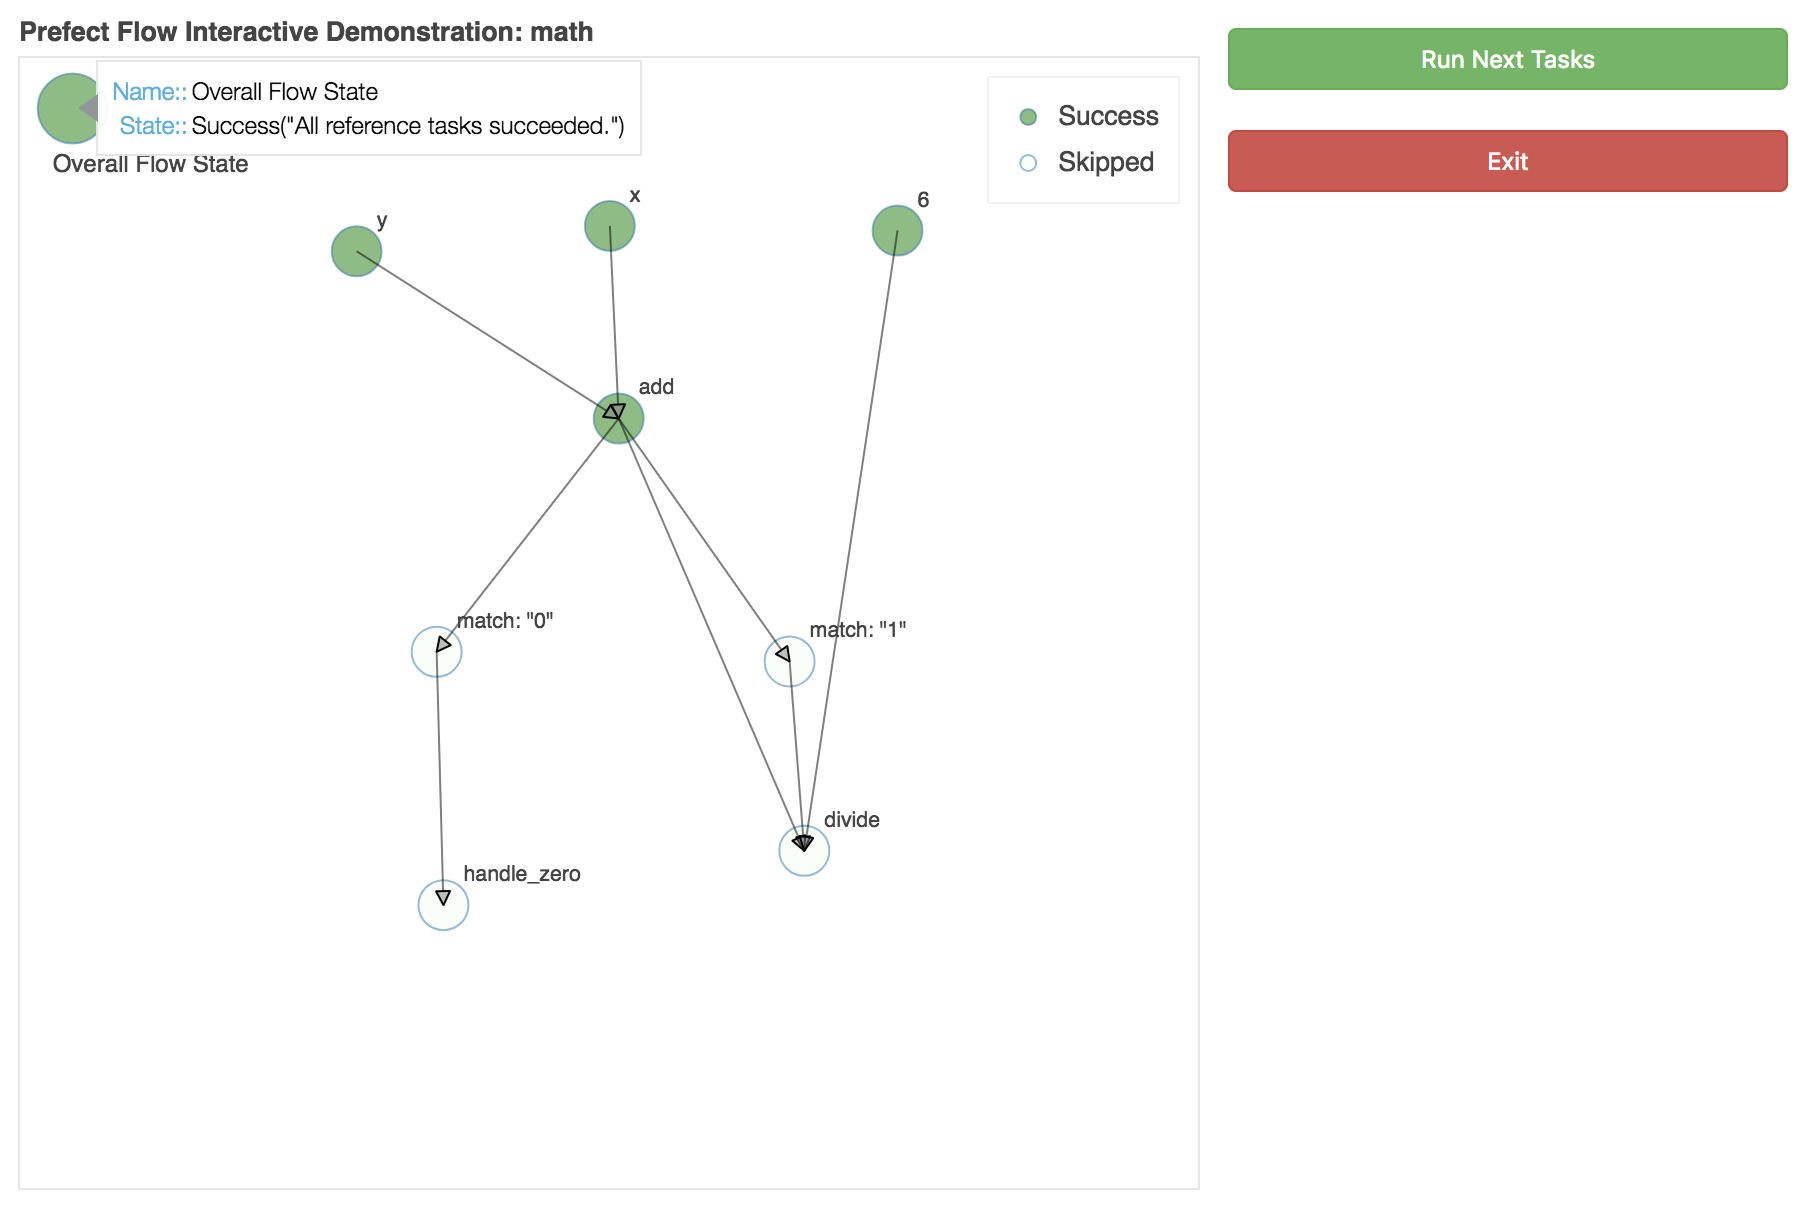 Prefect Flow Interactive Demonstration: math
Run Next Tasks
Name:: Overall Flow State
State:: Success("All reference tasks succeeded.")
Success
Skipped
Exit
Overall Flow State
x
6
y
add
match: "0"
match: "1"
divide
handle_zero